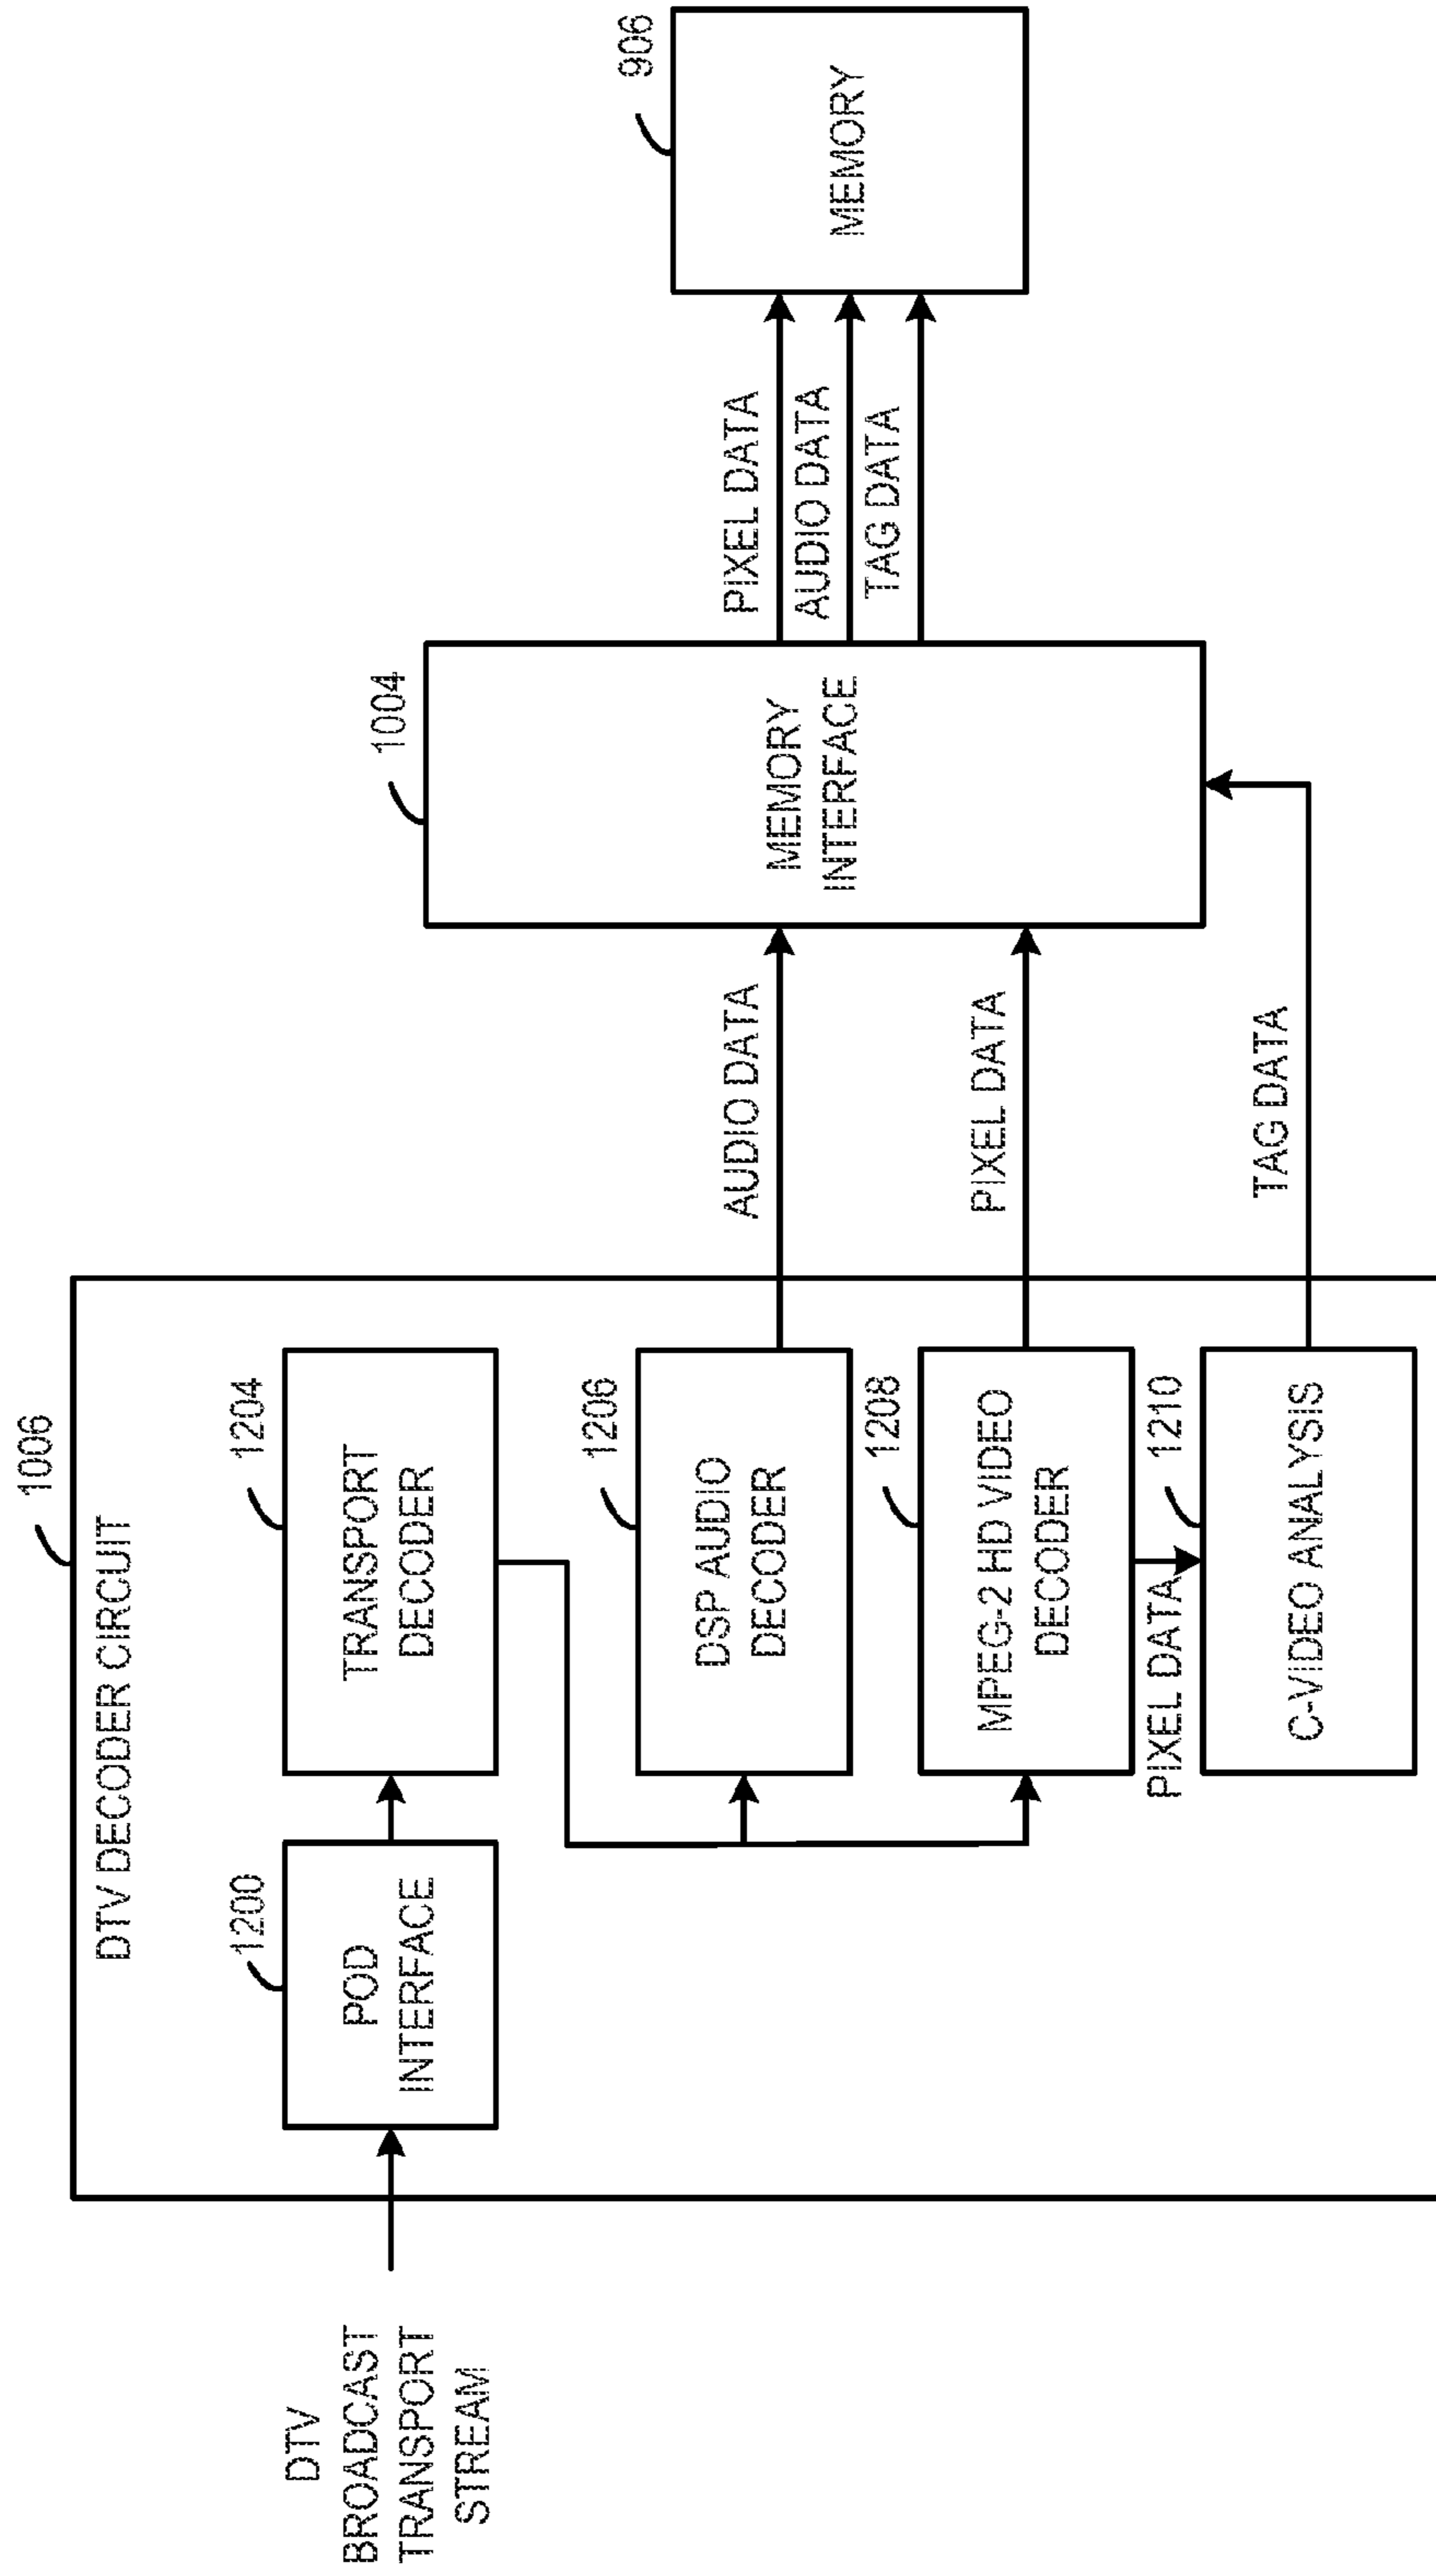 1006
DTV DECODER CIRCUIT
DTV
BROADCAST
TRANSPORT
STREAM
1200
POD
INTERFACE
1204
TRANSPORT
DECODER
1206
DSP AUDIO
DECODER
1208
MPEG-2 HD VIDEO
DECODER
PIXEL DATA
1210
C-VIDEO ANALYSIS
AUDIO DATA
PIXEL DATA
TAG DATA
1004
MEMORY
INTERFACE
PIXEL DATA
AUDIO DATA
TAG DATA
906
MEMORY